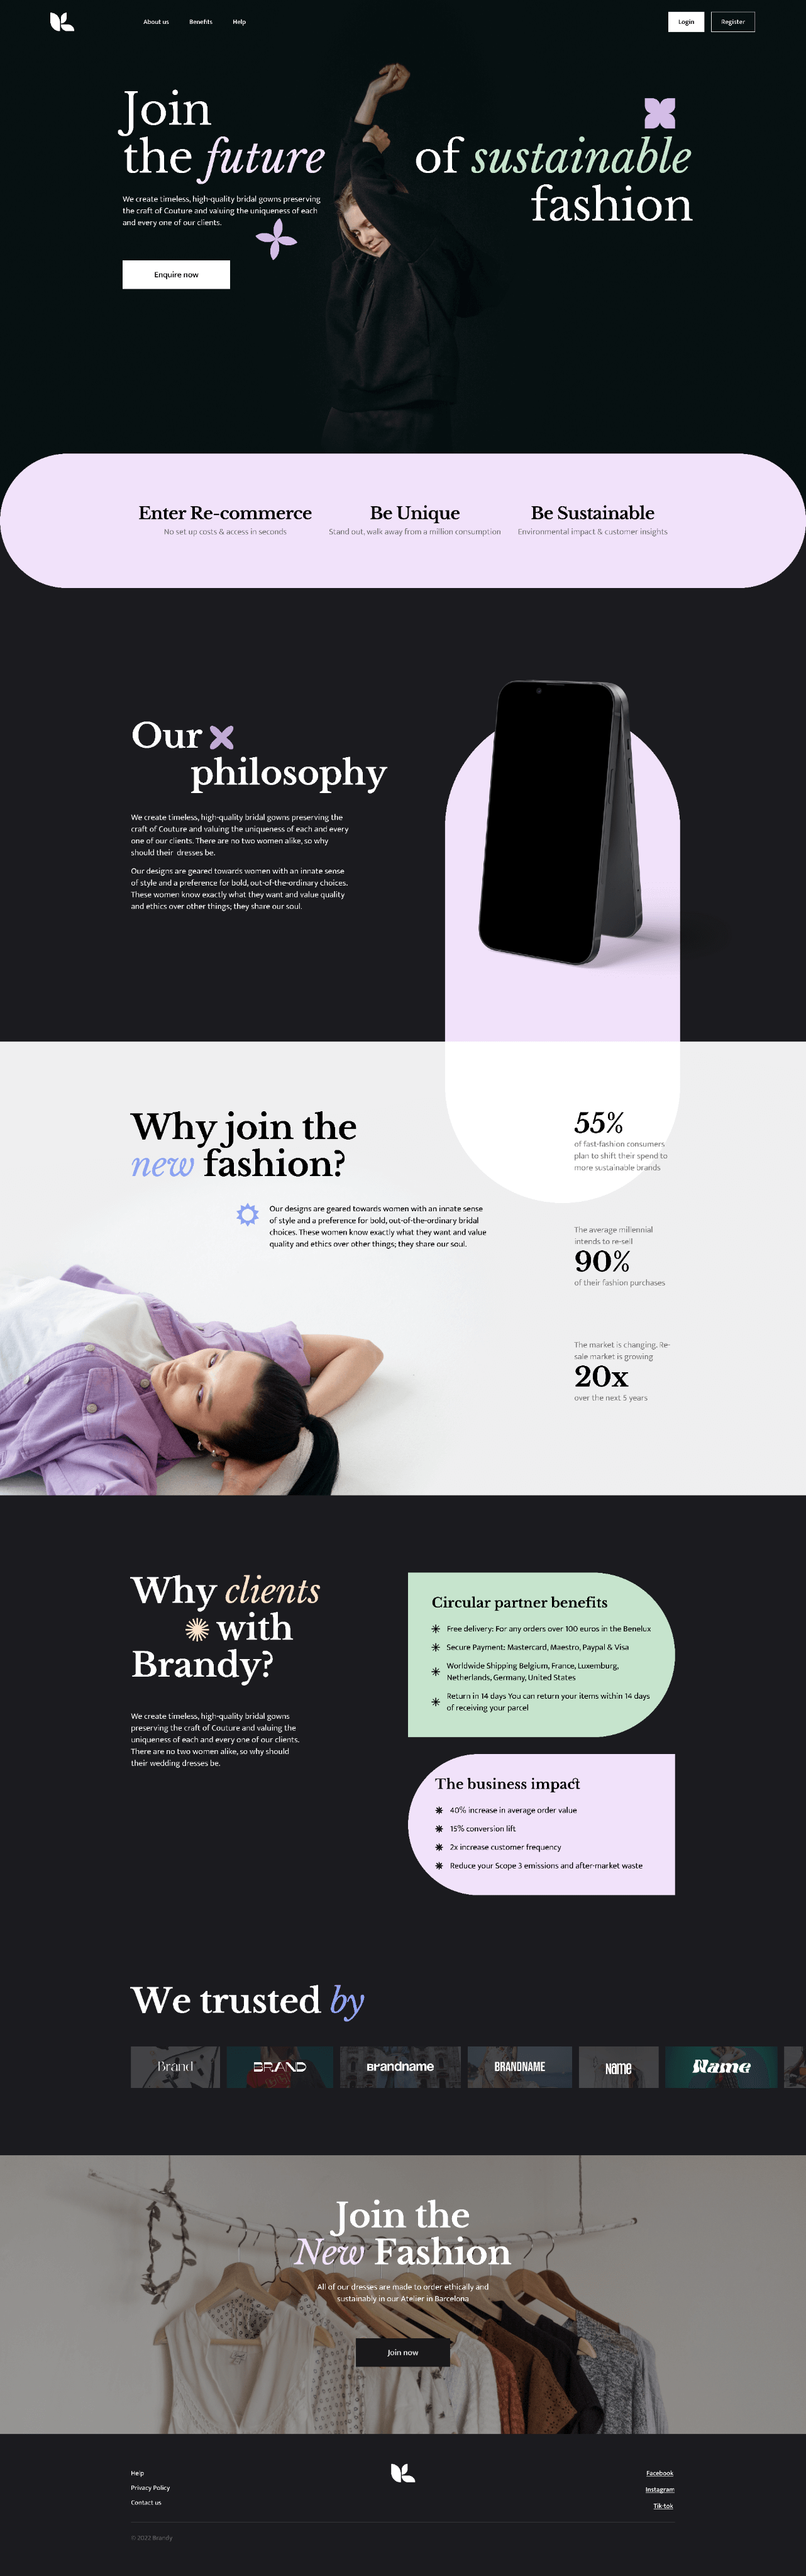 About us
Benefits
Help
Login
Register
Join
the future
of sustainable
fashion
We create timeless, high-quality bridal gowns preserving
the craft of Couture and valuing the uniqueness of each
and every one of our clients.
Enquire now
Enter Re-commerce
No set up costs & access in seconds
Be Unique
Stand out, walk away from a million consumption
Be Sustainable
Environmental impact & customer insights
Our
philosophy
We create timeless, high-quality bridal gowns preserving the
craft of Couture and valuing the uniqueness of each and every
one of our clients. There are no two women alike, so why
should their dresses be.
Our designs are geared towards women with an innate sense
of style and a preference for bold, out-of-the-ordinary choices.
These women know exactly what they want and value quality
and ethics over other things; they share our soul.
Why join the
new fashion?
Our designs are geared towards women with an innate sense
of style and a preference for bold, out-of-the-ordinary bridal
choices. These women know exactly what they want and value
quality and ethics over other things; they share our soul.
55%
of fast-fashion consumers
plan to shift their spend to
more sustainable brands
The average millennial
intends to re-sell
90%
of their fashion purchases
The market is changing. Re-
sale market is growing
20x
over the next 5 years
Why clients
with
Brandy?
We create timeless, high-quality bridal gowns
preserving the craft of Couture and valuing the
uniqueness of each and every one of our clients.
There are no two women alike, so why should
their wedding dresses be.
Circular partner benefits
Free delivery: For any orders over 100 euros in the Benelux
Secure Payment: Mastercard, Maestro, Paypal & Visa
Worldwide Shipping Belgium, France, Luxemburg,
Netherlands, Germany, United States
Return in 14 days You can return your items within 14 days
of receiving your parcel
The business impact
40% increase in average order value
15% conversion lift
2x increase customer frequency
Reduce your Scope 3 emissions and after-market waste
We trusted by
Brand
BRAND
Brandname
BRANDNAME
name
Name
Join the
New Fashion
All of our dresses are made to order ethically and
sustainably in our Atelier in Barcelona
Join now
Help
Privacy Policy
Contact us
Facebook
Instagram
Tik-tok
© 2022 Brandy